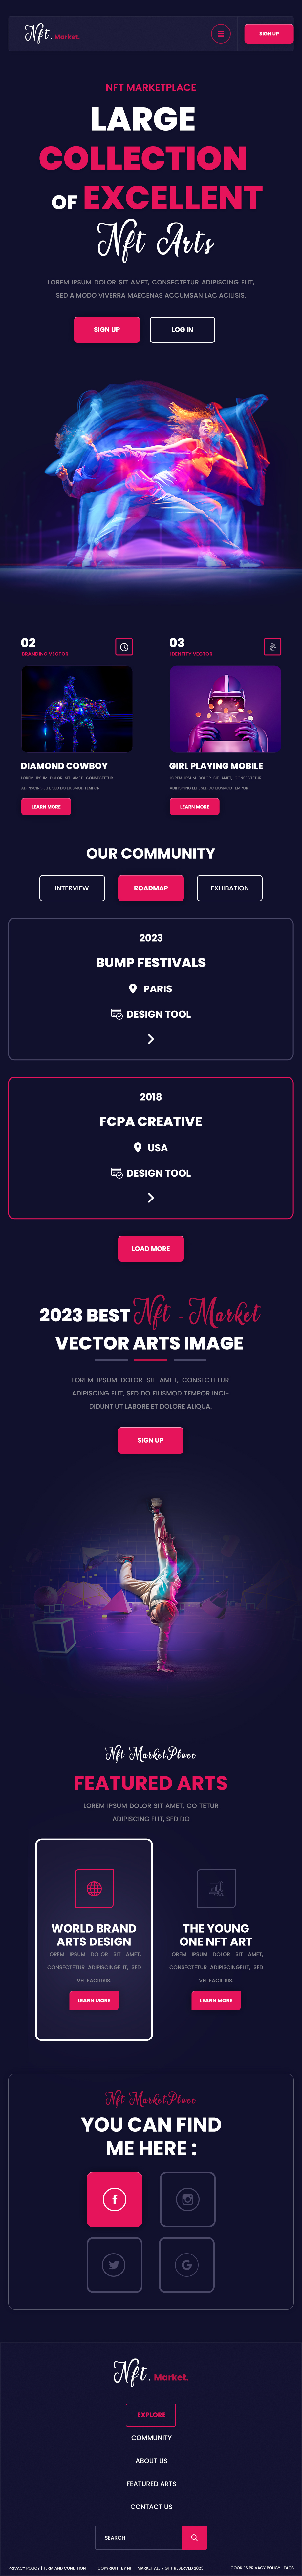 Nft. Market.
SIGN UP
NFT MARKETPLACE
LARGE
COLLECTION
OF EXCELLENT
Nft Arts
LOREM IPSUM DOLOR SIT AMET, CONSECTETUR ADIPISCING ELIT,
SED A MODO VIVERRA MAECENAS ACCUMSAN LAC ACILISIS.
SIGN UP
LOG IN
02
BRANDING VECTOR
DIAMOND COWBOY
LOREM IPSUM DOLOR SIT AMET, CONSECTETUR
ADIPISCING ELIT, SED DO EIUSMOD TEMPOR
LEARN MORE
03
IDENTITY VECTOR
GIRL PLAYING MOBILE
LOREM IPSUM DOLOR SIT AMET, CONSECTETUR
ADIPISCING ELIT, SED DO EIUSMOD TEMPOR
LEARN MORE
OUR COMMUNITY
INTERVIEW
ROADMAP
EXHIBATION
2023
BUMP FESTIVALS
PARIS
DESIGN TOOL
2018
FCPA CREATIVE
USA
DESIGN TOOL
LOAD MORE
2023 BEST Nft - Market
VECTOR ARTS IMAGE
LOREM IPSUM DOLOR SIT AMET, CONSECTETUR
ADIPISCING ELIT, SED DO EIUSMOD TEMPOR INCI-
DIDUNT UT LABORE ET DOLORE ALIQUA.
SIGN UP
Nft MarketPlace
FEATURED ARTS
LOREM IPSUM DOLOR SIT AMET, CO TETUR
ADIPISCING ELIT, SED DO
WORLD BRAND
ARTS DESIGN
LOREM IPSUM DOLOR SIT AMET,
CONSECTETUR ADIPISCINGELIT, SED
VEL FACILISIS.
LEARN MORE
THE YOUNG
ONE NFT ART
LOREM IPSUM DOLOR SIT AMET,
CONSECTETUR ADIPISCINGELIT, SED
VEL FACILISIS.
LEARN MORE
Nft MarketPlace
YOU CAN FIND
ME HERE :
Nft. Market.
EXPLORE
COMMUNITY
ABOUT US
FEATURED ARTS
CONTACT US
SEARCH
PRIVACY POLICY | TERM AND CONDITION
COPYRIGHT BY NFT- MARKET ALL RIGHT RESERVED 2023
COOKIES PRIVACY POLICY | FAQS